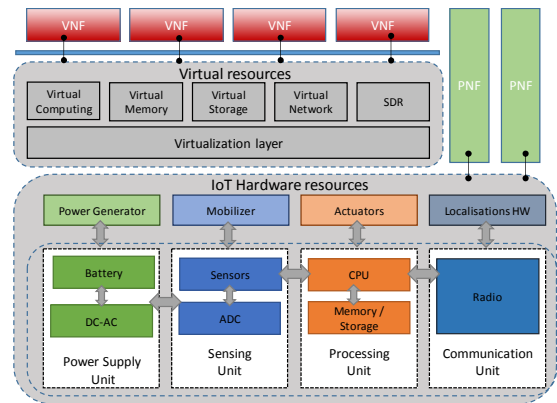 VNF VNF VNF VNF
PNF PNF
Virtual resources
Virtual Computing
Virtual Memory
Virtual Storage
Virtual Network
SDR
Virtualization layer
IoT Hardware resources
Power Generator
Mobilizer
Actuators
Localisations HW
Battery
DC-AC
Power Supply Unit
Sensors
ADC
Sensing Unit
CPU
Memory / Storage
Processing Unit
Radio
Communication Unit